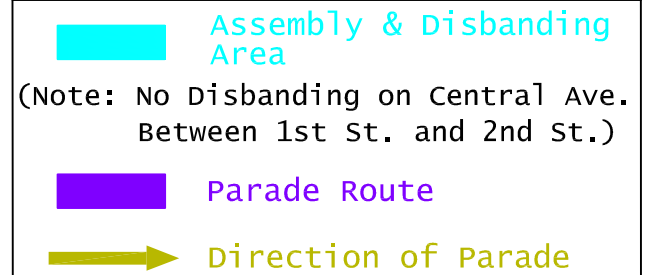 Assembly & Disbanding
Area
(Note: No Disbanding on Central Ave.
Between 1st St. and 2nd St.)
Parade Route
Direction of Parade